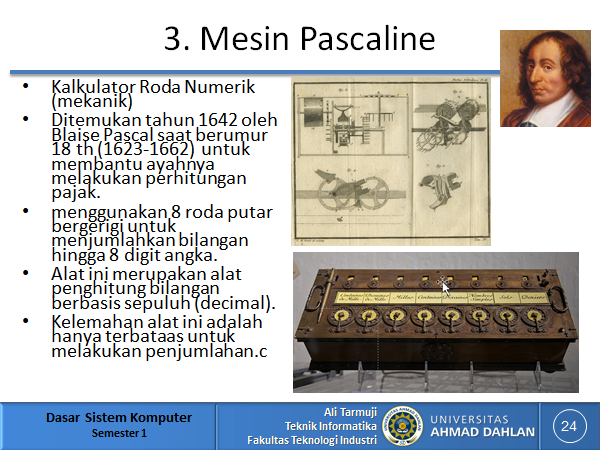 3. Mesin Pascaline
• Kalkulator Roda Numerik
(mekanik)
• Ditemukan tahun 1642 oleh
Blaise Pascal saat berumur
18 th (1623-1662) untuk
membantu ayahnya
melakukan perhitungan
pajak.
• menggunakan 8 roda putar
bergerigi untuk
menjumlahkan bilangan
hingga 8 digit angka.
• Alat ini merupakan alat
penghitung bilangan
berbasis sepuluh (decimal).
• Kelemahan alat ini adalah
hanya terbataas untuk
melakukan penjumlahan.c
Dasar Sistem Komputer
Semester 1
Ali Tarmuji
Teknik Informatika
Fakultas Teknologi Industri
UNIVERSITAS
AHMAD DAHLAN
24